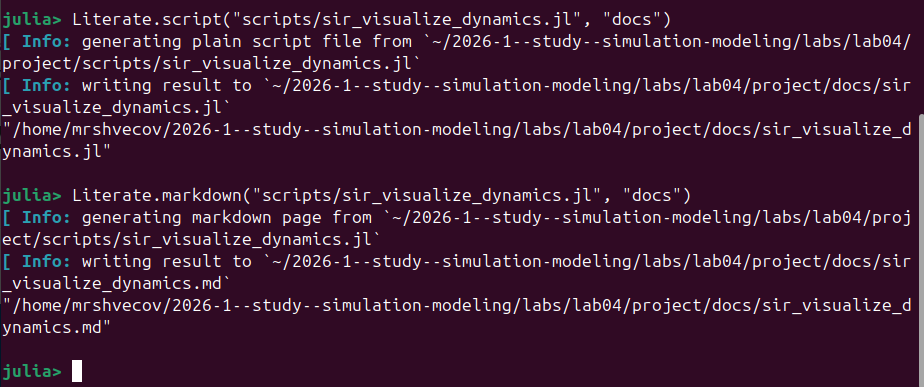 julia> Literate.script("scripts/sir_visualize_dynamics.jl", "docs")
[ Info: generating plain script file from `~/2026-1--study--simulation-modeling/labs/lab04/
project/scripts/sir_visualize_dynamics.jl`
[ Info: writing result to `~/2026-1--study--simulation-modeling/labs/lab04/project/docs/sir
_visualize_dynamics.jl`
"/home/mrshvecov/2026-1--study--simulation-modeling/labs/lab04/project/docs/sir_visualize_d
ynamics.jl"
julia> Literate.markdown("scripts/sir_visualize_dynamics.jl", "docs")
[ Info: generating markdown page from `~/2026-1--study--simulation-modeling/labs/lab04/proj
ect/scripts/sir_visualize_dynamics.jl`
[ Info: writing result to `~/2026-1--study--simulation-modeling/labs/lab04/project/docs/sir
_visualize_dynamics.md`
"/home/mrshvecov/2026-1--study--simulation-modeling/labs/lab04/project/docs/sir_visualize_d
ynamics.md"
julia>